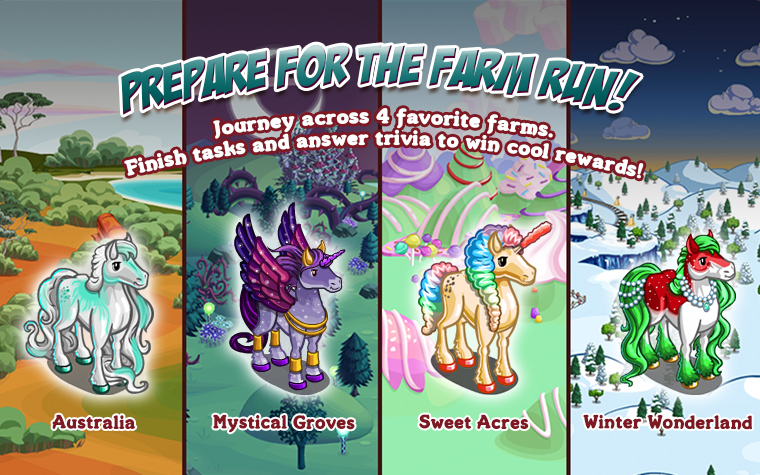 PREPARE FOR THE FARM RUN!
Journey across 4 favorite farms.
Finish tasks and answer trivia to win cool rewards!
Australia
Mystical Groves
Sweet Acres
Winter Wonderland